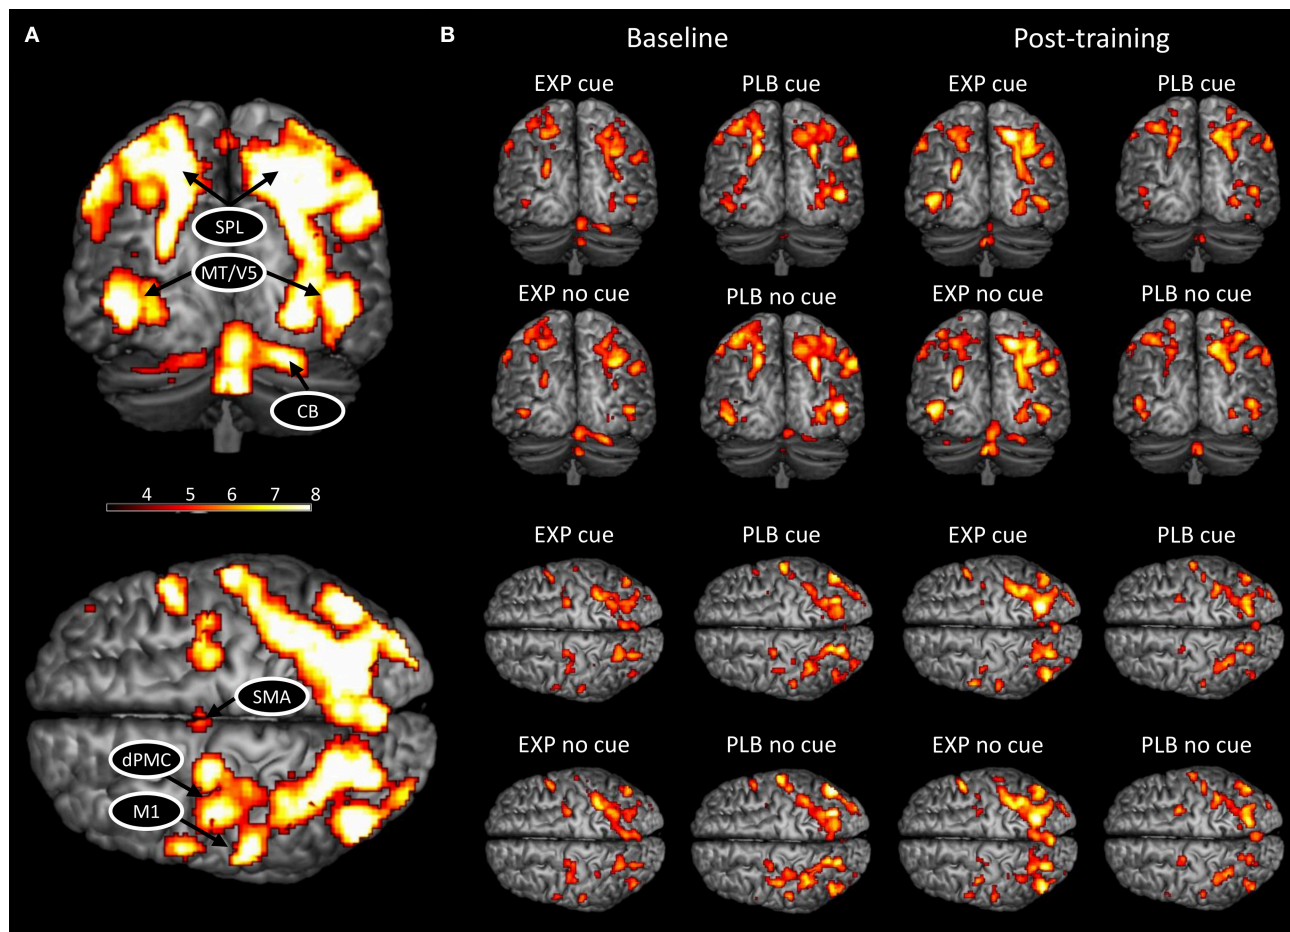 A
B
Baseline
Post-training
EXP cue
PLB cue
EXP cue
PLB cue
SPL
MT/V5
CB
EXP no cue
PLB no cue
EXP no cue
PLB no cue
4 5 6 7 8
EXP cue
PLB cue
EXP cue
PLB cue
SMA
dPMC
M1
EXP no cue
PLB no cue
EXP no cue
PLB no cue